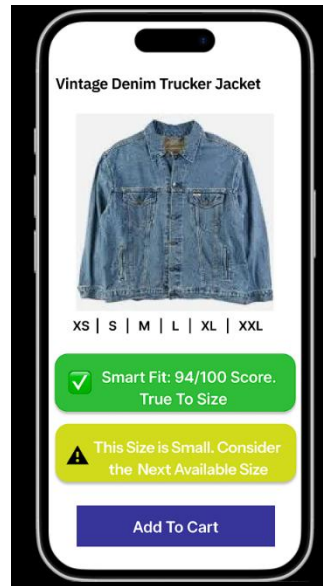 Vintage Denim Trucker Jacket
XS | S | M | L | XL | XXL
Smart Fit: 94/100 Score.
True To Size
This Size is Small. Consider
the Next Available Size
Add To Cart